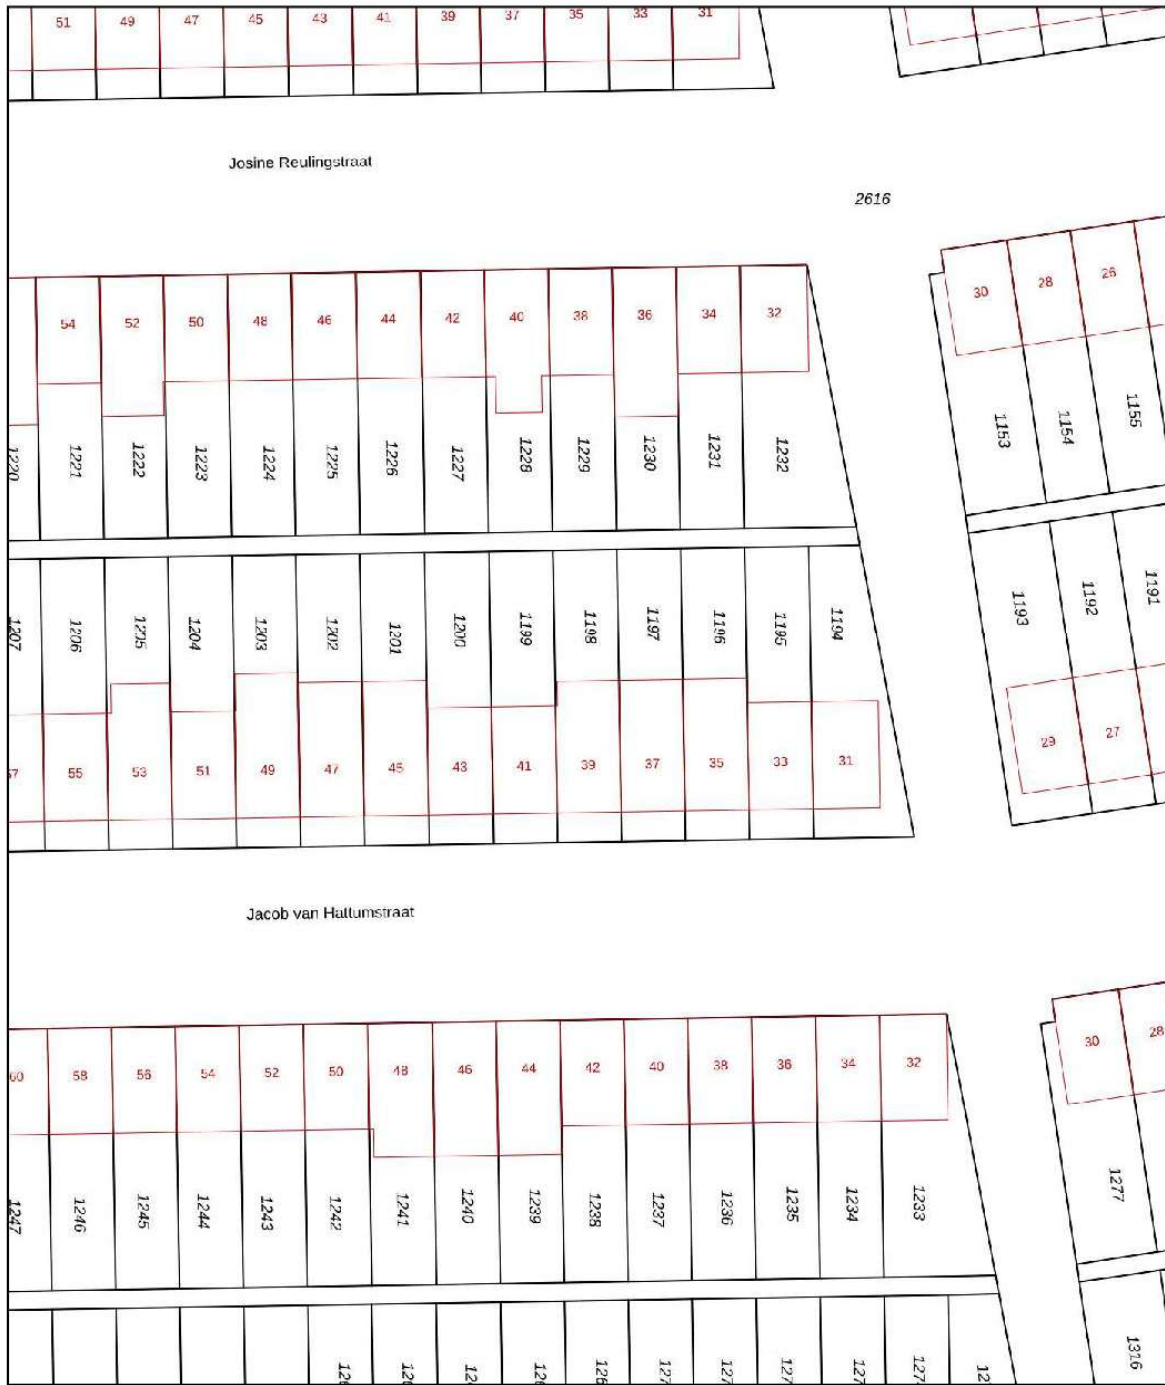 51 49 47 45 43 41 39 37 35 33 31
Josine Reulingstraat
2616
54 52 50 48 46 44 42 40 38 36 34 32
30 28 26
1220 1221 1222 1223 1224 1225 1226 1227 1228 1229 1230 1231 1232
1153 1154 1155
1207 1206 1205 1204 1203 1202 1201 1200 1199 1198 1197 1196 1195 1194
1193 1192 1191
55 53 51 49 47 45 43 41 39 37 35 33 31
29 27
Jacob van Hattumstraat
60 58 56 54 52 50 48 46 44 42 40 38 36 34 32
30 28
1247 1246 1245 1244 1243 1242 1241 1240 1239 1238 1237 1236 1235 1234 1233
1277
1316